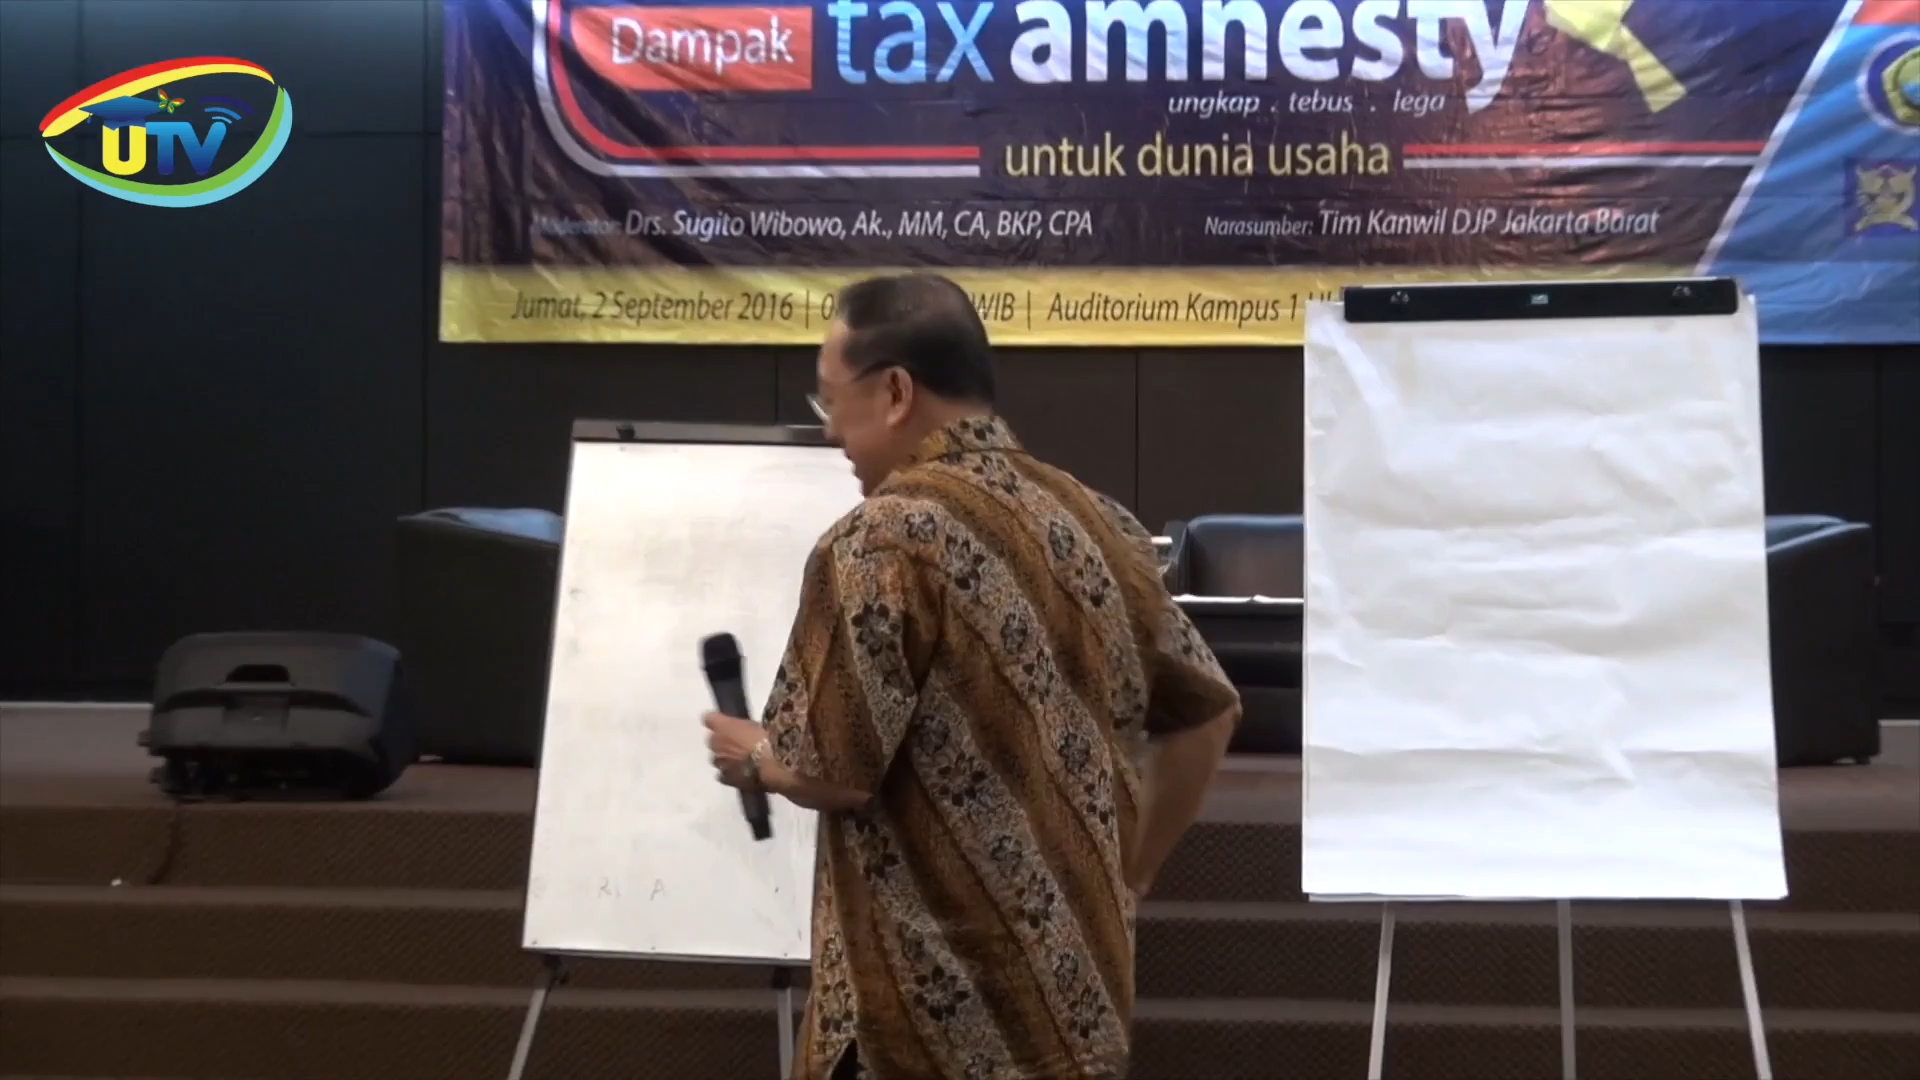 UTV
Dampak tax amnesty
ungkap . tebus . lega
untuk dunia usaha
Moderator: Drs. Sugito Wibowo, Ak., MM, CA, BKP, CPA
Narasumber: Tim Kanwil DJP Jakarta Barat
Jumat, 2 September 2016 | WIB | Auditorium Kampus 1